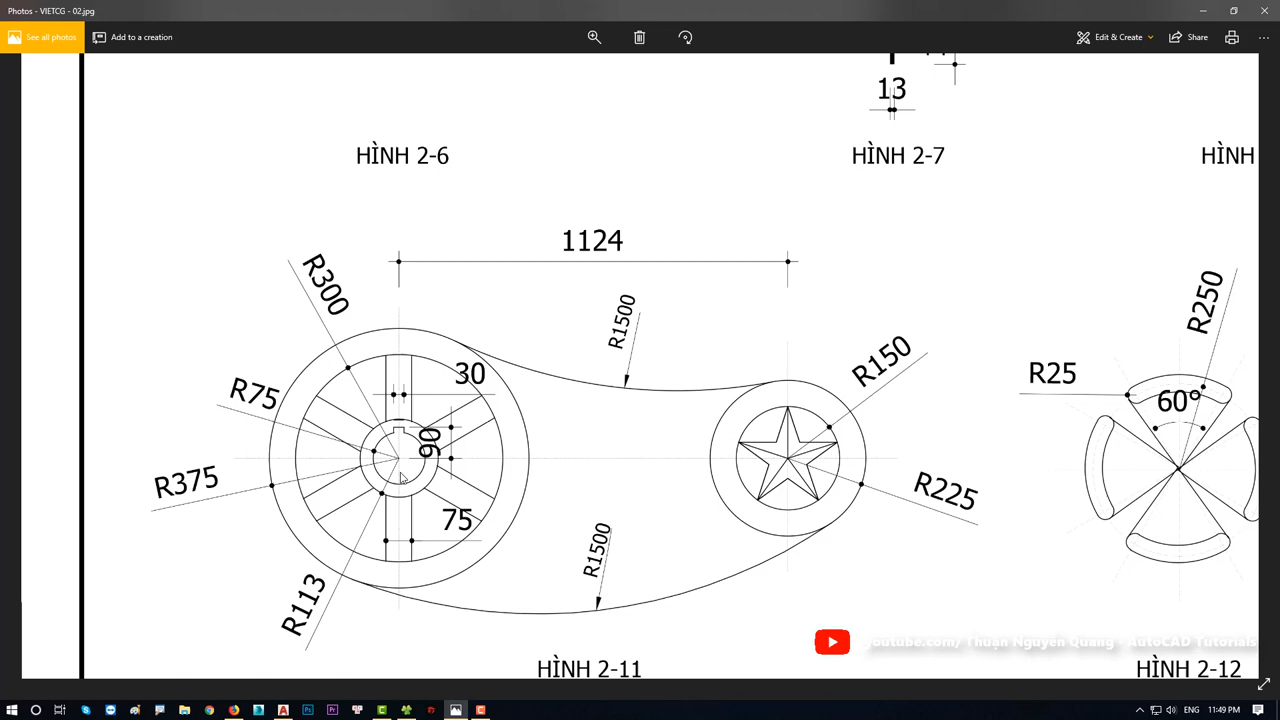 Photos - VIETCG - 02.jpg
See all photos
Add to a creation
Edit & Create
Share
13
HÌNH 2-6
HÌNH 2-7
HÌNH
1124
R300
R1500
R250
R150
R75
30
R25
60°
90
R375
R225
75
R1500
R113
youtube.com/ Thuận Nguyễn Quang - AutoCAD Tutorials
HÌNH 2-11
HÌNH 2-12
ENG
11:49 PM